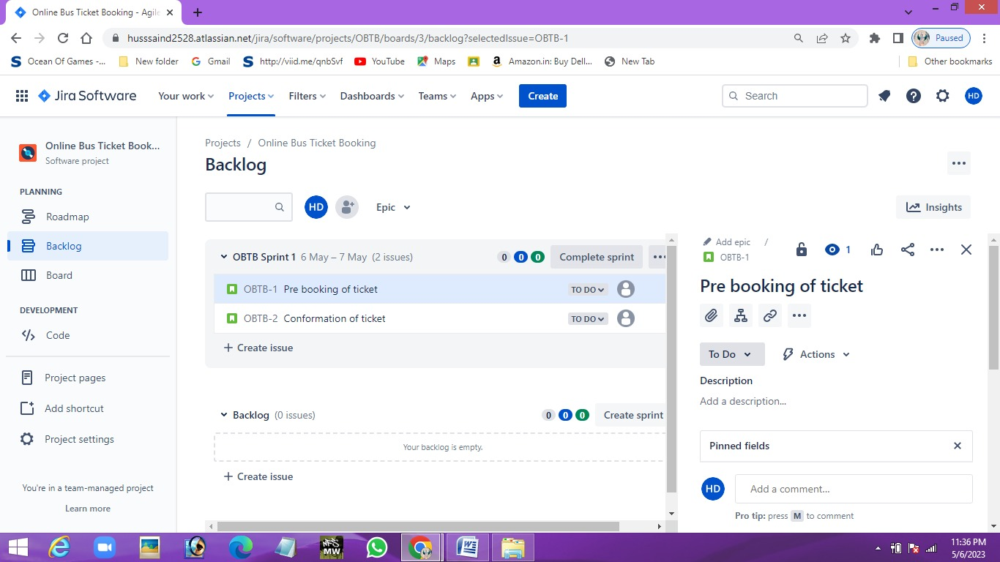 Online Bus Ticket Booking - Agile
husssaind2528.atlassian.net/jira/software/projects/OBTB/boards/3/backlog?selectedIssue=OBTB-1
Paused
Ocean Of Games -...
New folder
Gmail
http://viid.me/qnbSvf
YouTube
Maps
Amazon.in: Buy Dell...
New Tab
Other bookmarks
Jira Software
Your work
Projects
Filters
Dashboards
Teams
Apps
Create
Search
HD
Online Bus Ticket Book...
Software project
PLANNING
Roadmap
Backlog
Board
DEVELOPMENT
Code
Project pages
Add shortcut
Project settings
You're in a team-managed project
Learn more
Projects / Online Bus Ticket Booking
Backlog
HD
Epic
Insights
OBTB Sprint 1 6 May – 7 May (2 issues)
0 0 0
Complete sprint
OBTB-1 Pre booking of ticket TO DO
OBTB-2 Conformation of ticket TO DO
+ Create issue
Backlog (0 issues)
0 0 0
Create sprint
Your backlog is empty.
+ Create issue
Add epic /
OBTB-1
1
Pre booking of ticket
To Do
Actions
Description
Add a description...
Pinned fields
HD
Add a comment...
Pro tip: press M to comment
NFS
MW
11:36 PM
5/6/2023